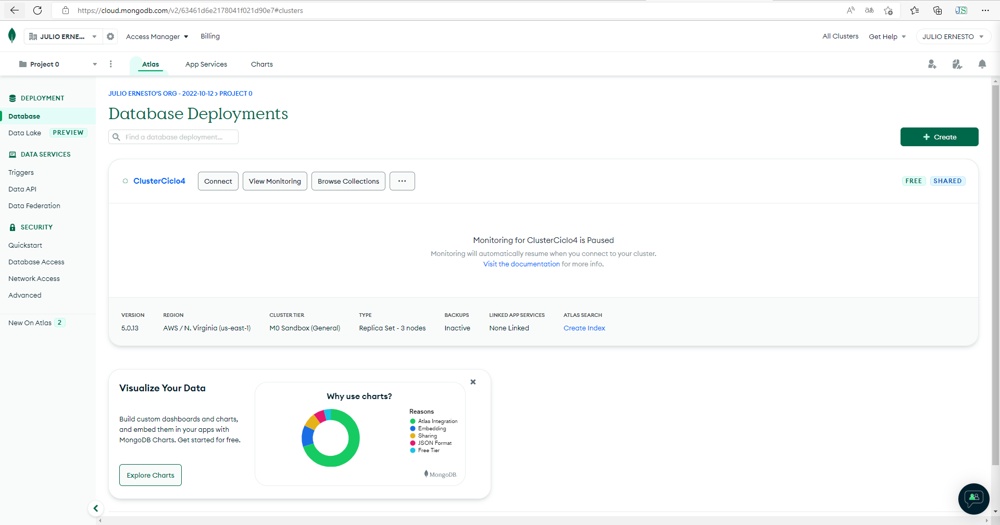 https://cloud.mongodb.com/v2/63461d6e2178041f021d90e7#clusters
JULIO ERNE...
Access Manager
Billing
All Clusters
Get Help
JULIO ERNESTO
Project 0
Atlas
App Services
Charts
DEPLOYMENT
Database
Data Lake PREVIEW
DATA SERVICES
Triggers
Data API
Data Federation
SECURITY
Quickstart
Database Access
Network Access
Advanced
New On Atlas 2
JULIO ERNESTO'S ORG - 2022-10-12 > PROJECT 0
Database Deployments
Find a database deployment...
+ Create
ClusterCiclo4
Connect
View Monitoring
Browse Collections
...
FREE
SHARED
Monitoring for ClusterCiclo4 is Paused
Monitoring will automatically resume when you connect to your cluster.
Visit the documentation for more info.
VERSION
5.0.13
REGION
AWS / N. Virginia (us-east-1)
CLUSTER TIER
M0 Sandbox (General)
TYPE
Replica Set - 3 nodes
BACKUPS
Inactive
LINKED APP SERVICES
None Linked
ATLAS SEARCH
Create Index
Visualize Your Data
Build custom dashboards and charts,
and embed them in your apps with
MongoDB Charts. Get started for free.
Explore Charts
Why use charts?
Reasons
Atlas Integration
Embedding
Sharing
JSON Format
Free Tier
MongoDB.